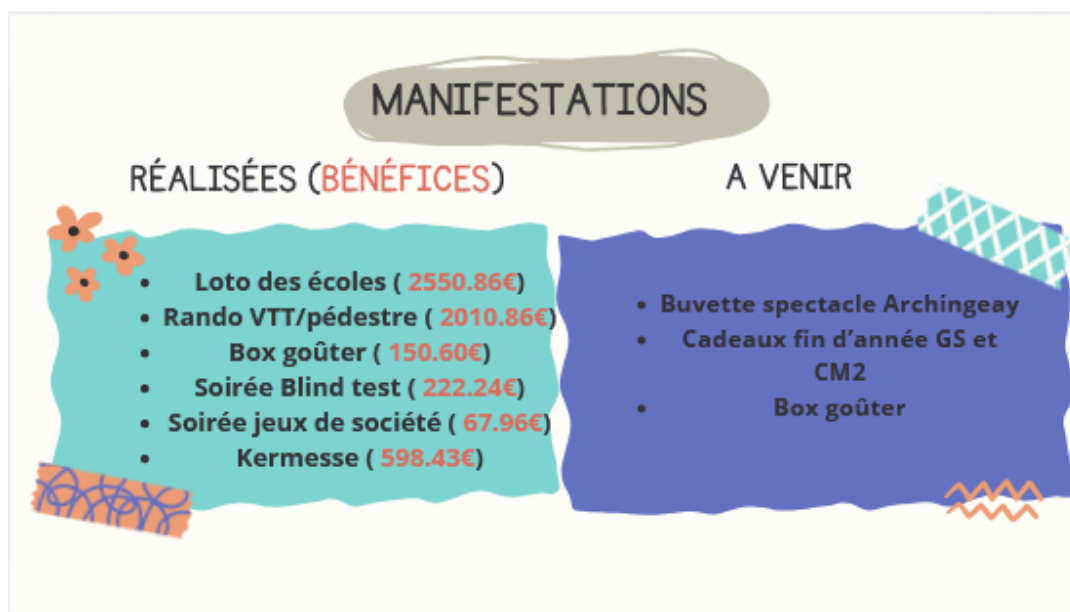 MANIFESTATIONS
RÉALISÉES (BÉNÉFICES)
• Loto des écoles ( 2550.86€)
• Rando VTT/pédestre ( 2010.86€)
• Box goûter ( 150.60€)
• Soirée Blind test ( 222.24€)
• Soirée jeux de société ( 67.96€)
• Kermesse ( 598.43€)
A VENIR
• Buvette spectacle Archingeay
• Cadeaux fin d’année GS et
CM2
• Box goûter